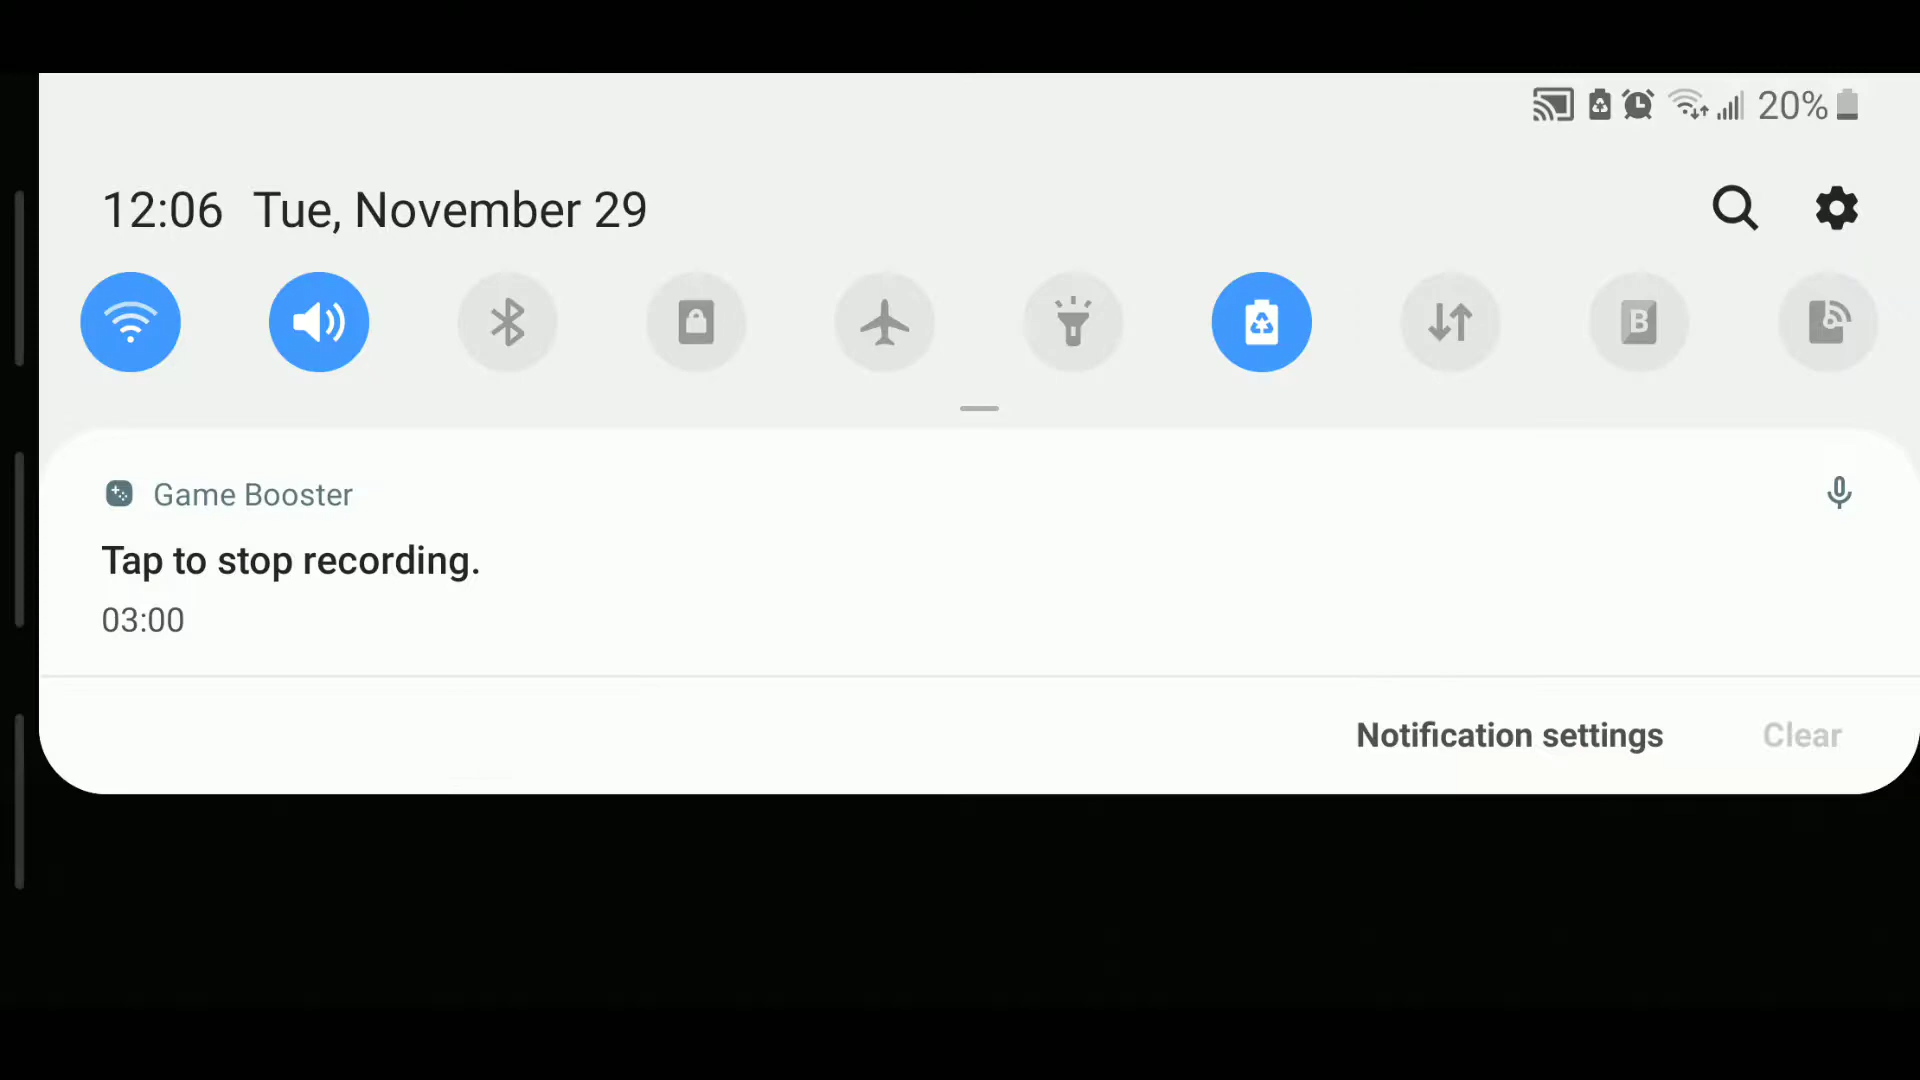 20%
12:06 Tue, November 29
B
Game Booster
Tap to stop recording.
03:00
Notification settings Clear